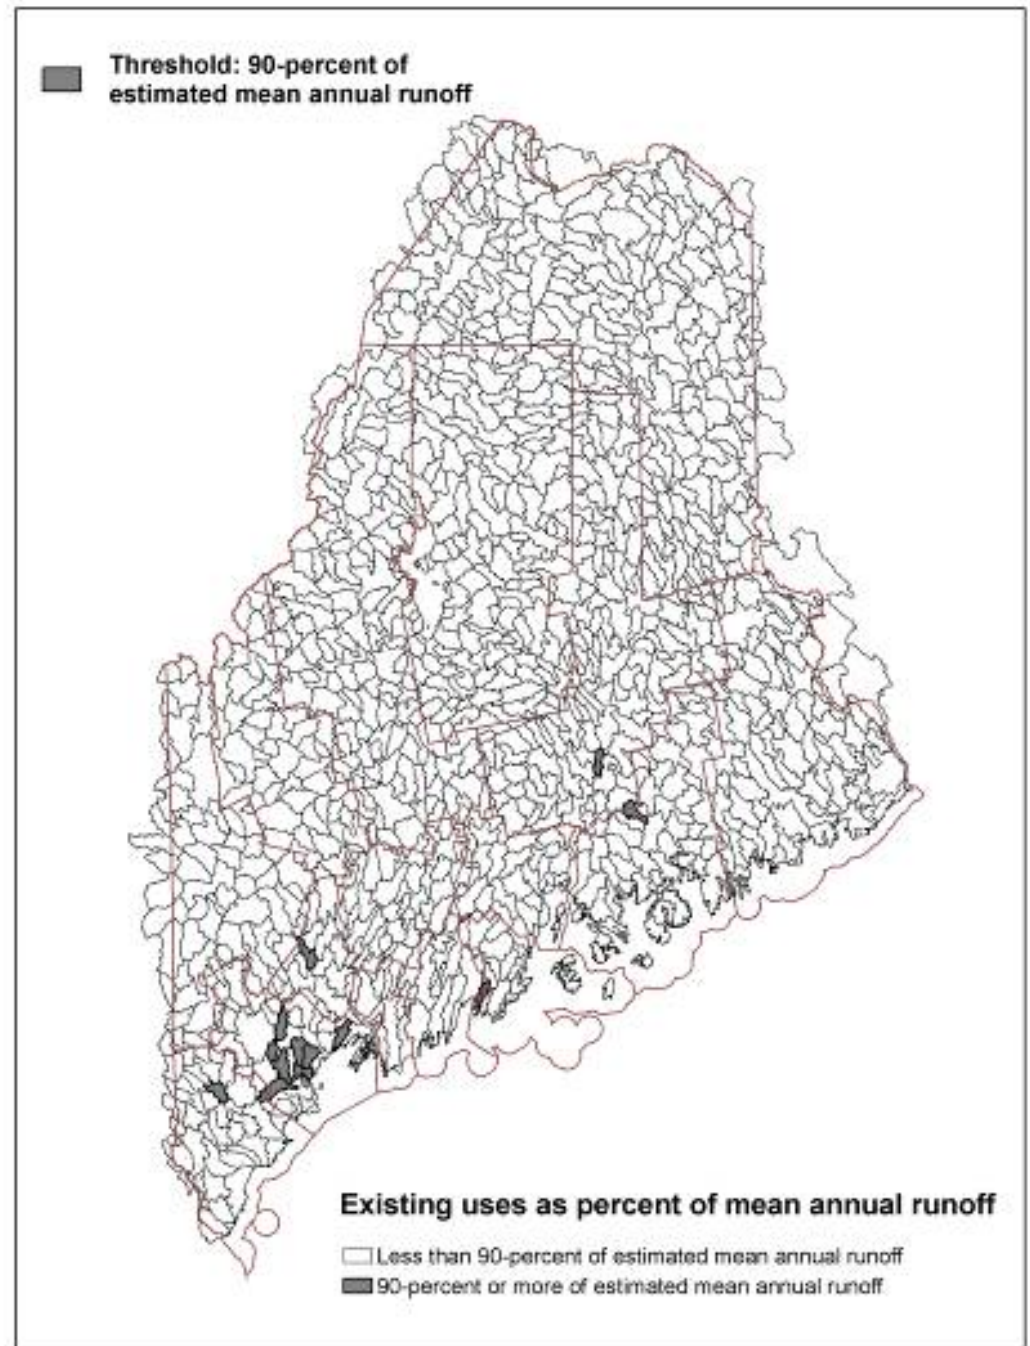 Threshold: 90-percent of
estimated mean annual runoff
Existing uses as percent of mean annual runoff
Less than 90-percent of estimated mean annual runoff
90-percent or more of estimated mean annual runoff